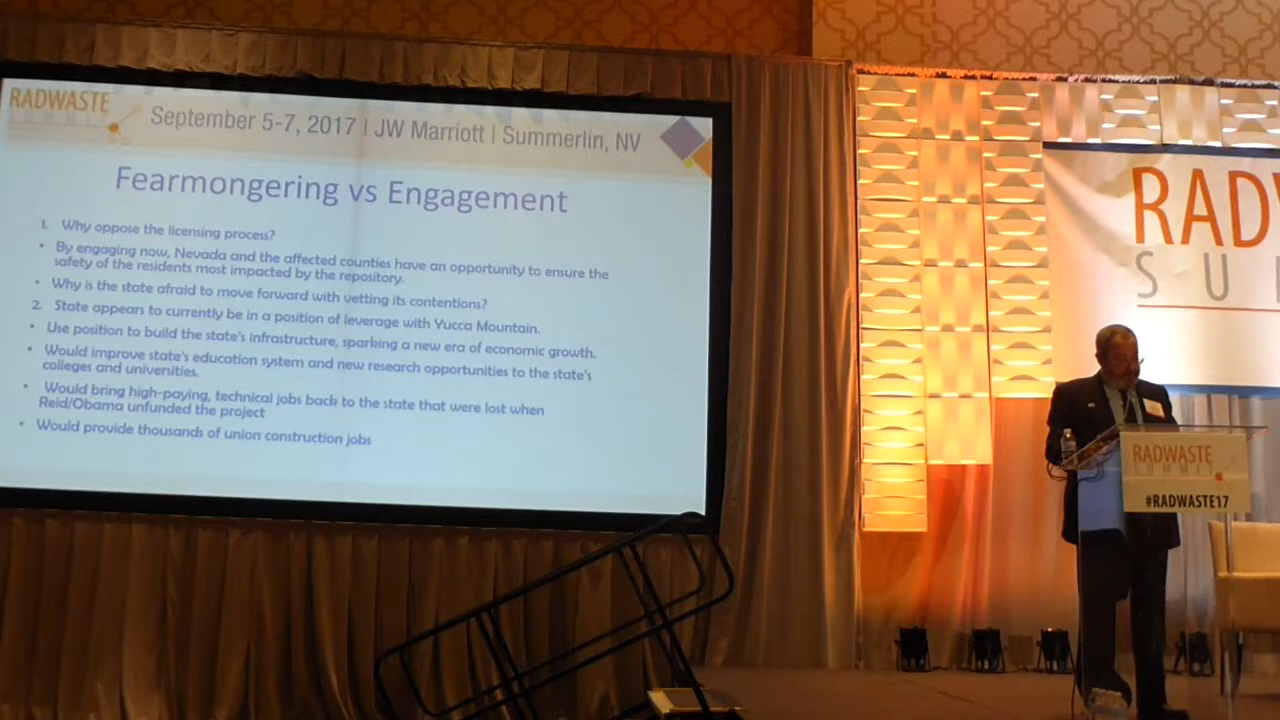 RADWASTE
September 5-7, 2017 | JW Marriott | Summerlin, NV
Fearmongering vs Engagement
1. Why oppose the licensing process?
• By engaging now, Nevada and the affected counties have an opportunity to ensure the
safety of the residents most impacted by the repository.
• Why is the state afraid to move forward with vetting its contentions?
2. State appears to currently be in a position of leverage with Yucca Mountain.
• Use position to build the state's infrastructure, sparking a new era of economic growth.
• Would improve state's education system and new research opportunities to the state's
colleges and universities.
• Would bring high-paying, technical jobs back to the state that were lost when
Reid/Obama unfunded the project
• Would provide thousands of union construction jobs
RADW
SU
RADWASTE
SUMMIT
#RADWASTE17